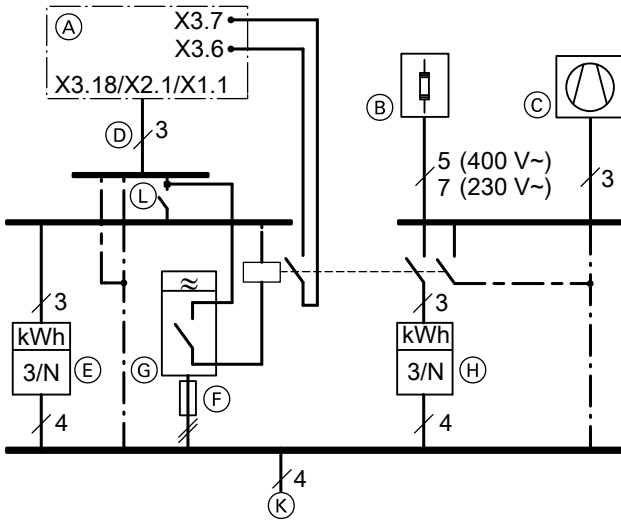 A
X3.7
X3.6
X3.18/X2.1/X1.1
B
C
D
3
5 (400 V~)
7 (230 V~)
3
L
≈
3
3
kWh
3/N
E
G
F
kWh
3/N
H
4
4
4
K